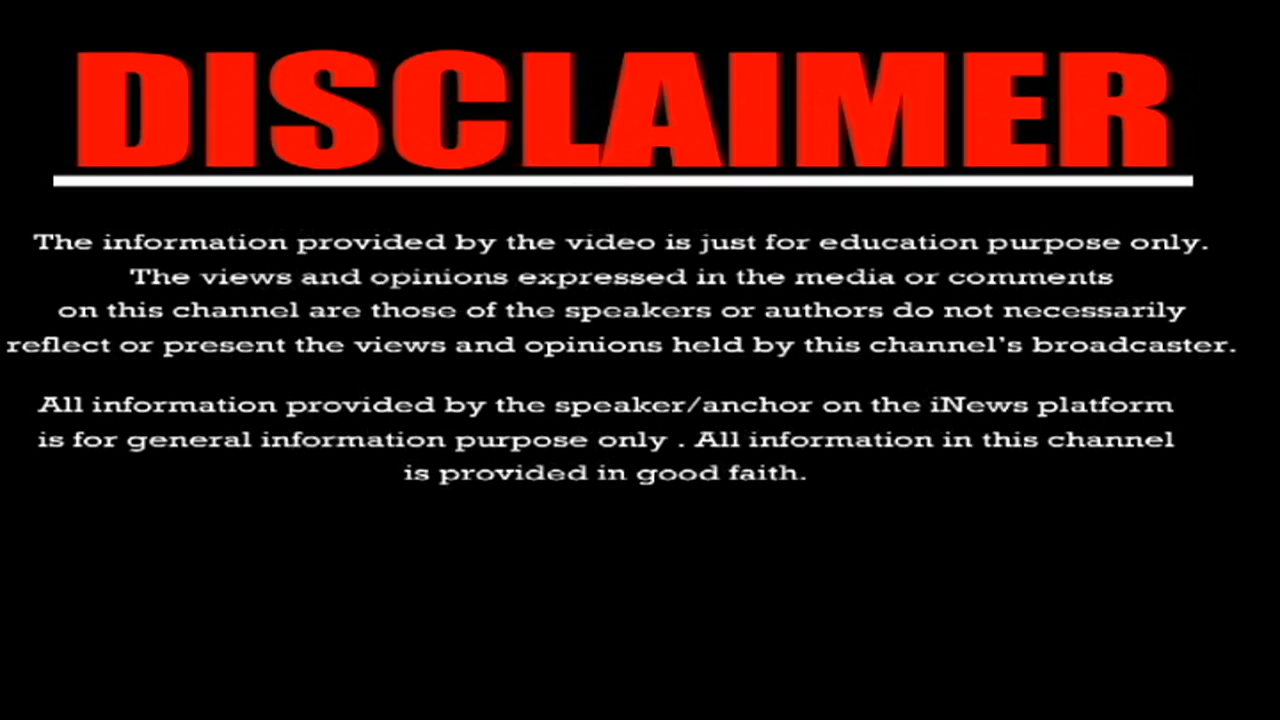 DISCLAIMER
The information provided by the video is just for education purpose only.
The views and opinions expressed in the media or comments
on this channel are those of the speakers or authors do not necessarily
reflect or present the views and opinions held by this channel's broadcaster.
All information provided by the speaker/anchor on the iNews platform
is for general information purpose only . All information in this channel
is provided in good faith.